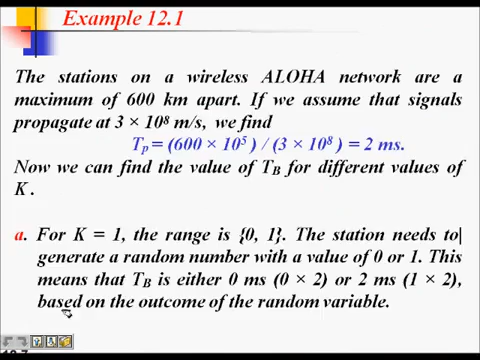 Example 12.1
The stations on a wireless ALOHA network are a
maximum of 600 km apart. If we assume that signals
propagate at 3 × 10⁸ m/s, we find
Tp = (600 × 10⁵ ) / (3 × 10⁸ ) = 2 ms.
Now we can find the value of TB for different values of
K .
a. For K = 1, the range is {0, 1}. The station needs to|
generate a random number with a value of 0 or 1. This
means that TB is either 0 ms (0 × 2) or 2 ms (1 × 2),
based on the outcome of the random variable.